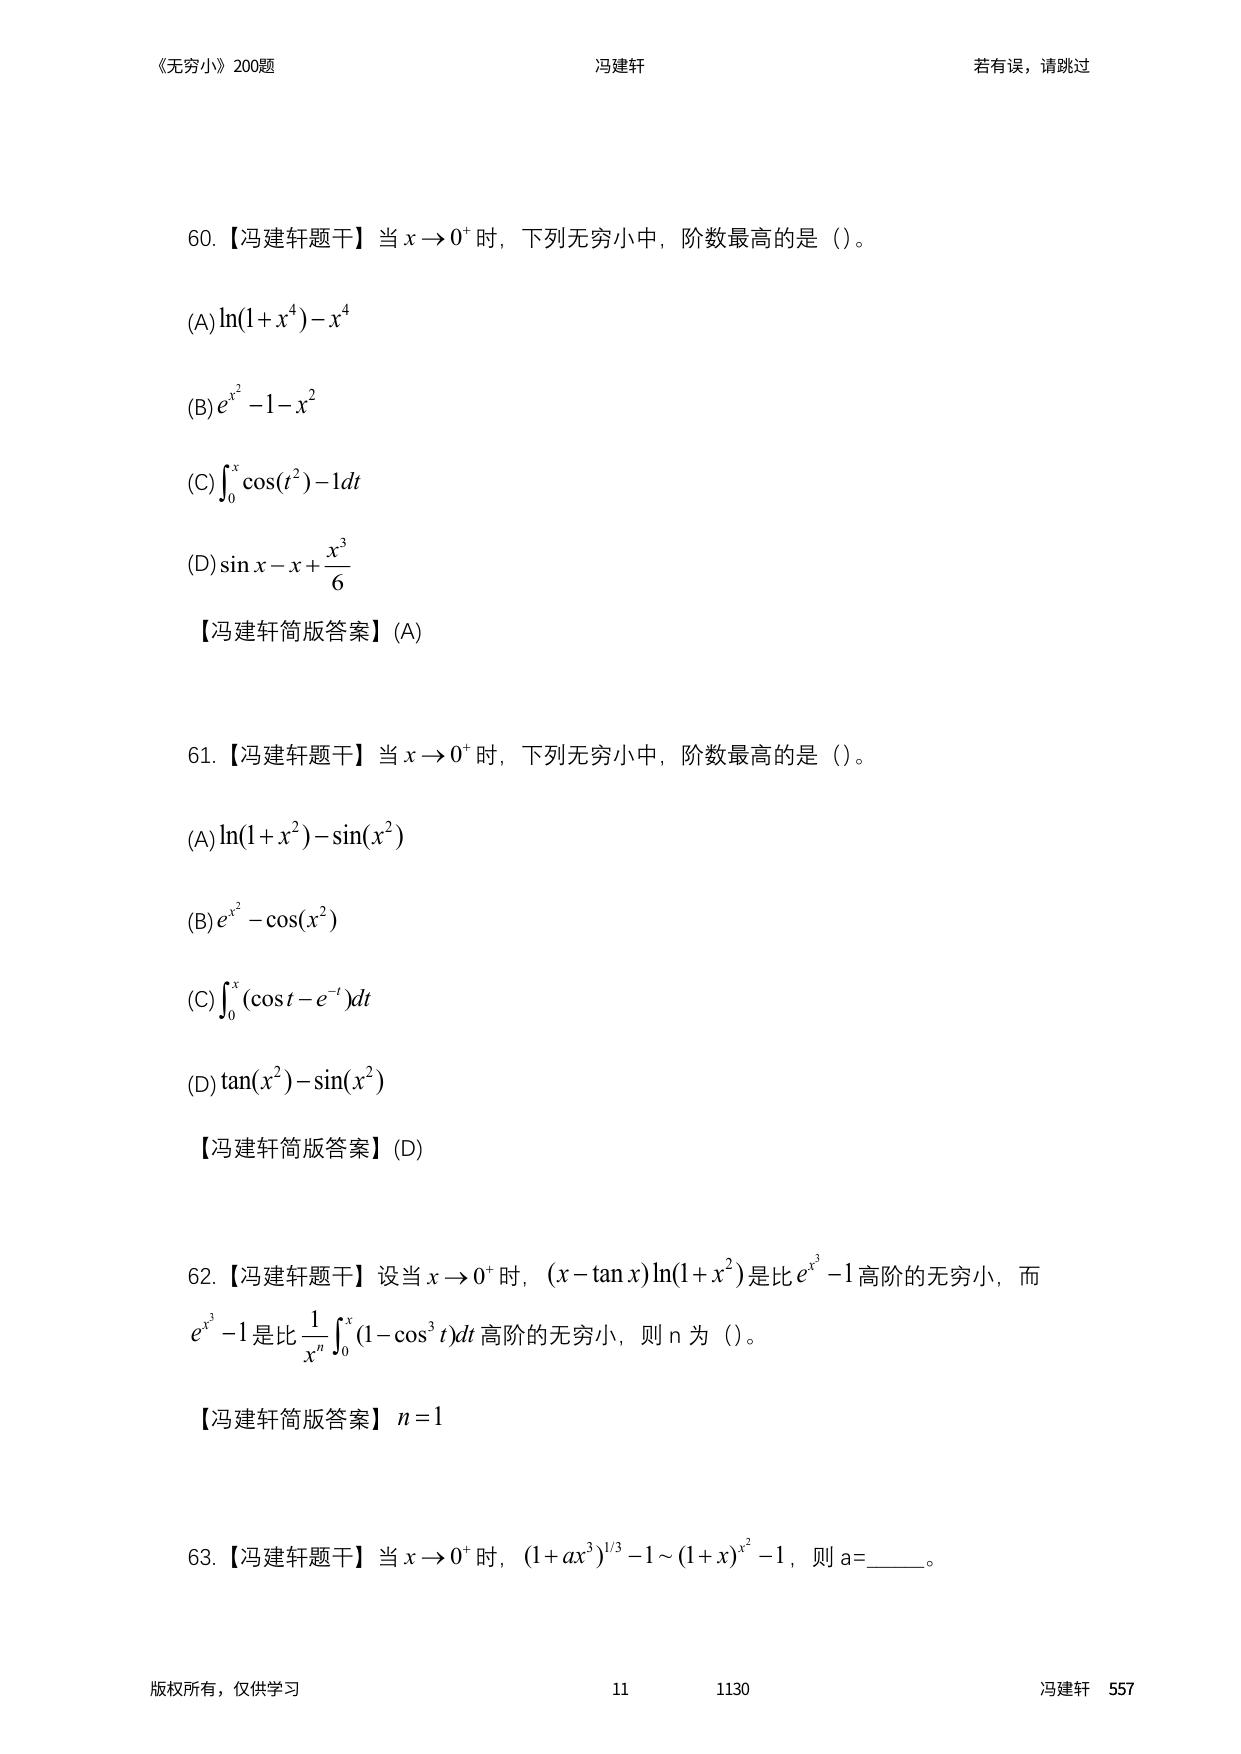 《无穷小》200题 冯建轩 若有误，请跳过
60.【冯建轩题干】当 x → 0⁺ 时，下列无穷小中，阶数最高的是（）。
(A) ln(1+x⁴)−x⁴
(B) e^{x²} −1−x²
(C) ∫₀ˣ cos(t²)−1dt
(D) sin x − x + x³/6
【冯建轩简版答案】(A)
61.【冯建轩题干】当 x → 0⁺ 时，下列无穷小中，阶数最高的是（）。
(A) ln(1+x²)−sin(x²)
(B) e^{x²} −cos(x²)
(C) ∫₀ˣ (cos t − e^{−t})dt
(D) tan(x²)−sin(x²)
【冯建轩简版答案】(D)
62.【冯建轩题干】设当 x → 0⁺ 时，(x−tan x)ln(1+x²)是比 e^{x³} −1高阶的无穷小，而
e^{x³} −1是比 1/xⁿ ∫₀ˣ (1−cos³ t)dt 高阶的无穷小，则 n 为（）。
【冯建轩简版答案】 n = 1
63.【冯建轩题干】当 x → 0⁺ 时，(1+ax³)^{1/3} −1 ~ (1+x)^{x²} −1，则 a=_____。
版权所有，仅供学习 11 1130 冯建轩 557